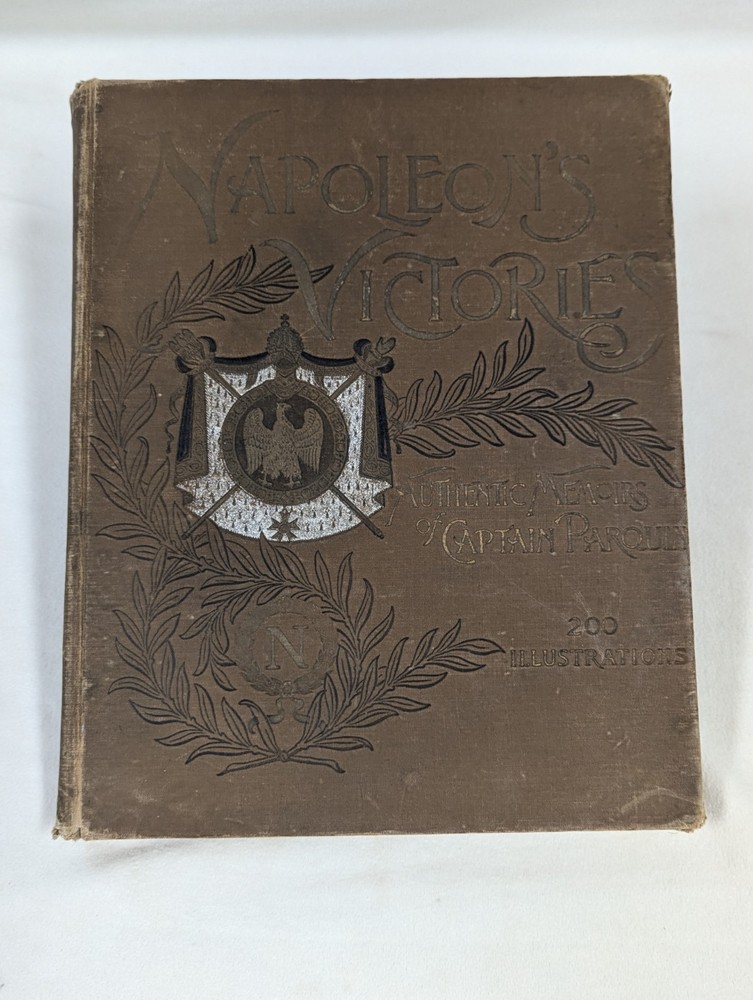 NAPOLEON'S
VICTORIES
AUTHENTIC MEMOIRS
OF CAPTAIN PARQUIN
200
ILLUSTRATIONS
N